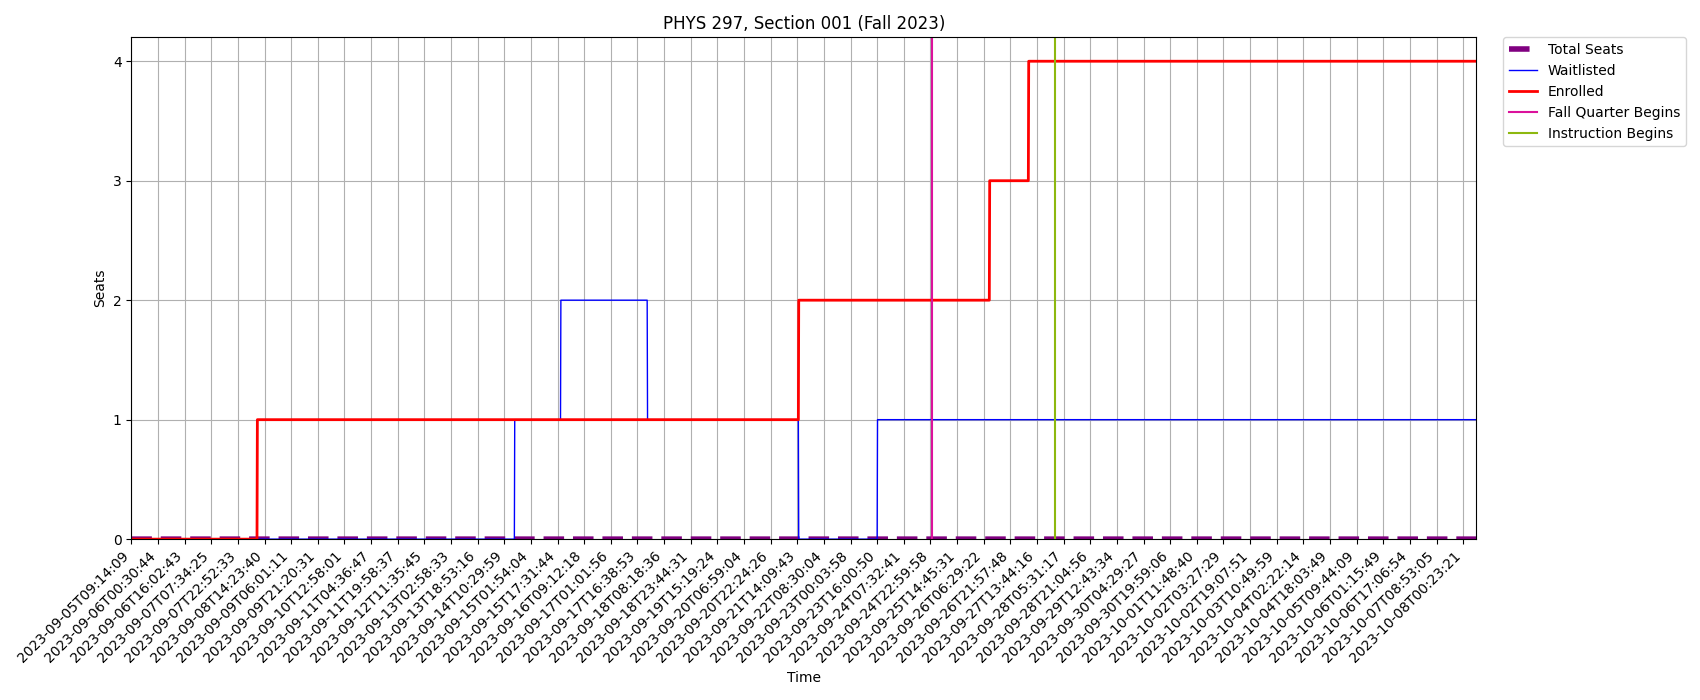 PHYS 297, Section 001 (Fall 2023)
Total Seats
Waitlisted
Enrolled
Fall Quarter Begins
Instruction Begins
Seats
4
3
2
1
0
2023-09-05T09:14:09
2023-09-06T00:30:44
2023-09-06T16:02:43
2023-09-07T07:34:25
2023-09-07T22:52:33
2023-09-08T14:23:40
2023-09-09T06:01:11
2023-09-09T21:20:31
2023-09-10T12:58:01
2023-09-11T04:36:47
2023-09-11T19:58:37
2023-09-12T11:35:45
2023-09-13T02:58:33
2023-09-13T18:53:16
2023-09-14T10:29:59
2023-09-15T01:54:04
2023-09-15T17:31:44
2023-09-16T09:12:18
2023-09-17T01:01:56
2023-09-17T16:38:53
2023-09-18T08:18:36
2023-09-18T23:44:31
2023-09-19T15:19:24
2023-09-20T06:59:04
2023-09-20T22:24:26
2023-09-21T14:09:43
2023-09-22T08:30:04
2023-09-23T00:03:58
2023-09-23T16:00:50
2023-09-24T07:32:41
2023-09-24T22:59:58
2023-09-25T14:45:31
2023-09-26T06:29:22
2023-09-26T21:57:48
2023-09-27T13:44:16
2023-09-28T05:31:17
2023-09-28T21:04:56
2023-09-29T12:43:34
2023-09-30T04:29:27
2023-09-30T19:59:06
2023-10-01T11:48:40
2023-10-02T03:27:29
2023-10-02T19:07:51
2023-10-03T10:49:59
2023-10-04T02:22:14
2023-10-04T18:03:49
2023-10-05T09:44:09
2023-10-06T01:15:49
2023-10-06T17:06:54
2023-10-07T08:53:05
2023-10-08T00:23:21
Time